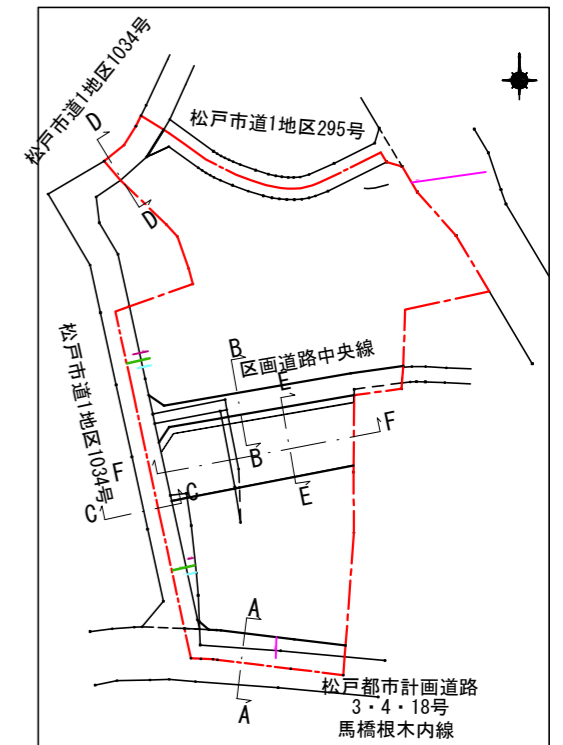 松戸市道1地区1034号
D
松戸市道1地区295号
D
B
区画道路中央線
E
松戸市道1地区1034号
F
F
B
C
C
E
A
松戸都市計画道路
3・4・18号
馬橋根木内線
A